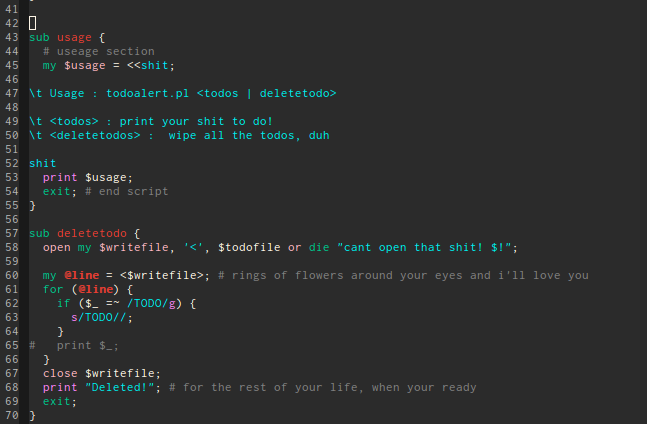 41
42
43 sub usage {
44   # useage section
45   my $usage = <<shit;
46
47 \t Usage : todoalert.pl <todos | deletetodo>
48
49 \t <todos> : print your shit to do!
50 \t <deletetodos> :  wipe all the todos, duh
51
52 shit
53   print $usage;
54   exit; # end script
55 }
56
57 sub deletetodo {
58   open my $writefile, '<', $todofile or die "cant open that shit! $!";
59
60   my @line = <$writefile>; # rings of flowers around your eyes and i'll love you
61   for (@line) {
62     if ($_ =~ /TODO/g) {
63       s/TODO//;
64     }
65 #   print $_;
66   }
67   close $writefile;
68   print "Deleted!"; # for the rest of your life, when your ready
69   exit;
70 }